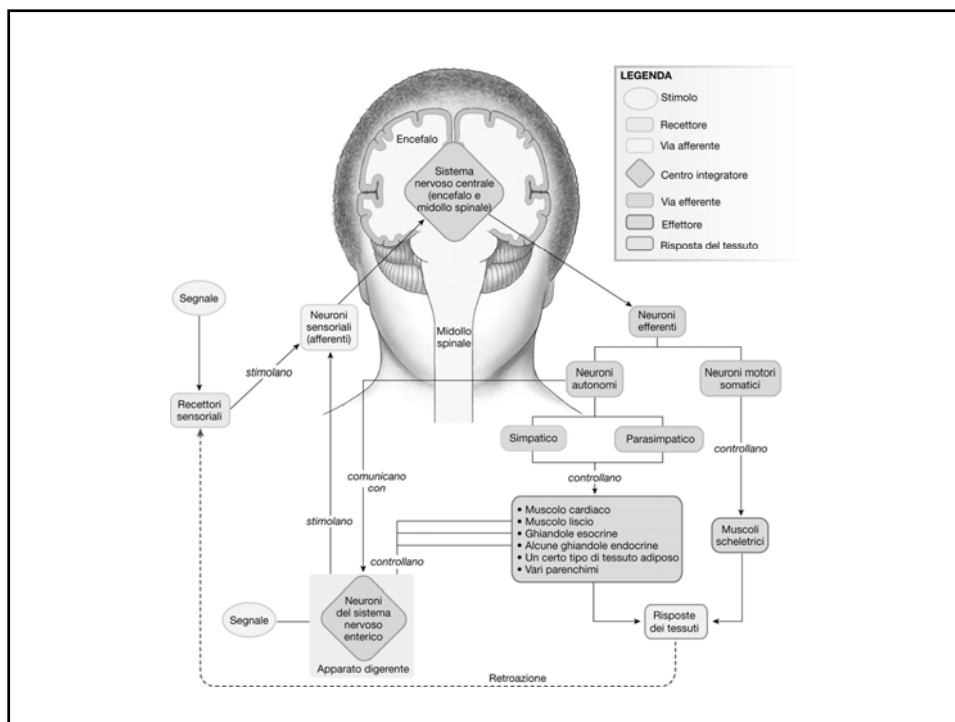 LEGENDA
Stimolo
Recettore
Via afferente
Centro integratore
Via efferente
Effettore
Risposta del tessuto
Encefalo
Sistema
nervoso centrale
(encefalo e
midollo spinale)
Segnale
Neuroni
sensoriali
(afferenti)
Midollo
spinale
Neuroni
efferenti
stimolano
Neuroni
autonomi
Neuroni motori
somatici
Recettori
sensoriali
Simpatico
Parasimpatico
controllano
comunicano
con
controllano
stimolano
controllano
• Muscolo cardiaco
• Muscolo liscio
• Ghiandole esocrine
• Alcune ghiandole endocrine
• Un certo tipo di tessuto adiposo
• Vari parenchimi
Muscoli
scheletrici
Segnale
Neuroni
del sistema
nervoso
enterico
Apparato digerente
Risposte
dei tessuti
Retroazione